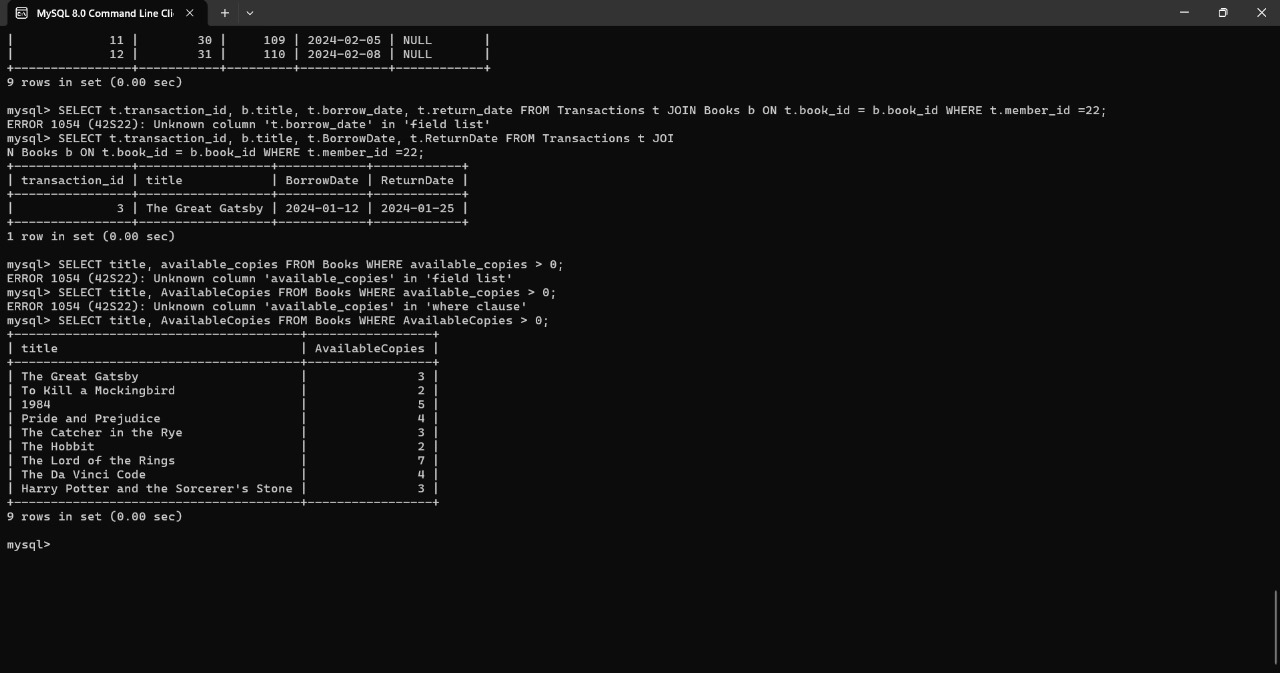 MySQL 8.0 Command Line Cli
|             11 |        30 |     109 | 2024-02-05 | NULL       |
|             12 |        31 |     110 | 2024-02-08 | NULL       |
+----------------+-----------+---------+------------+------------+
9 rows in set (0.00 sec)
mysql> SELECT t.transaction_id, b.title, t.borrow_date, t.return_date FROM Transactions t JOIN Books b ON t.book_id = b.book_id WHERE t.member_id =22;
ERROR 1054 (42S22): Unknown column 't.borrow_date' in 'field list'
mysql> SELECT t.transaction_id, b.title, t.BorrowDate, t.ReturnDate FROM Transactions t JOI
N Books b ON t.book_id = b.book_id WHERE t.member_id =22;
+----------------+------------------+------------+------------+
| transaction_id | title            | BorrowDate | ReturnDate |
+----------------+------------------+------------+------------+
|              3 | The Great Gatsby | 2024-01-12 | 2024-01-25 |
+----------------+------------------+------------+------------+
1 row in set (0.00 sec)
mysql> SELECT title, available_copies FROM Books WHERE available_copies > 0;
ERROR 1054 (42S22): Unknown column 'available_copies' in 'field list'
mysql> SELECT title, AvailableCopies FROM Books WHERE available_copies > 0;
ERROR 1054 (42S22): Unknown column 'available_copies' in 'where clause'
mysql> SELECT title, AvailableCopies FROM Books WHERE AvailableCopies > 0;
+---------------------------------------+-----------------+
| title                                 | AvailableCopies |
+---------------------------------------+-----------------+
| The Great Gatsby                      |               3 |
| To Kill a Mockingbird                 |               2 |
| 1984                                  |               5 |
| Pride and Prejudice                   |               4 |
| The Catcher in the Rye                |               3 |
| The Hobbit                            |               2 |
| The Lord of the Rings                 |               7 |
| The Da Vinci Code                     |               4 |
| Harry Potter and the Sorcerer's Stone |               3 |
+---------------------------------------+-----------------+
9 rows in set (0.00 sec)
mysql>